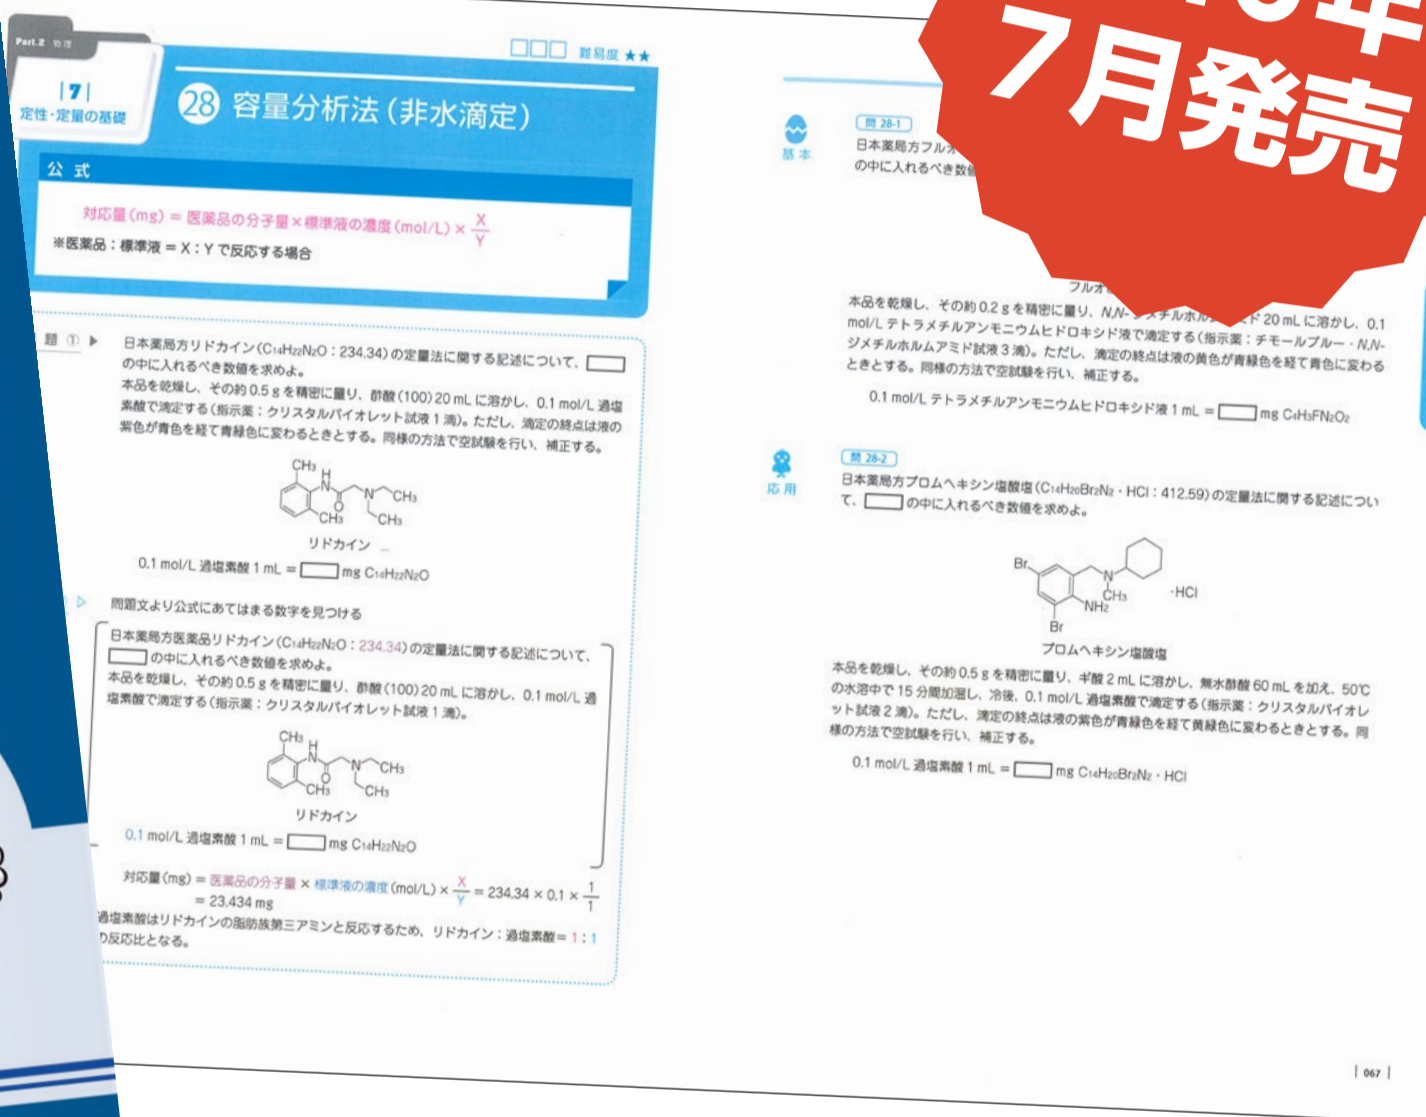 Part.2 物理
7
定性・定量の基礎
難易度 ★★
28 容量分析法(非水滴定)
公式
対応量(mg) = 医薬品の分子量×標準液の濃度(mol/L)× X/Y
※医薬品:標準液 = X:Y で反応する場合
題 ① ▶
日本薬局方リドカイン(C₁₄H₂₂N₂O:234.34)の定量法に関する記述について、
の中に入れるべき数値を求めよ。
本品を乾燥し、その約 0.5 g を精密に量り、酢酸(100)20 mL に溶かし、0.1 mol/L 過塩
素酸で滴定する(指示薬:クリスタルバイオレット試液 1 滴)。ただし、滴定の終点は液の
紫色が青色を経て青緑色に変わるときとする。同様の方法で空試験を行い、補正する。
CH₃
H
N
O
N
CH₃
CH₃
CH₃
リドカイン
0.1 mol/L 過塩素酸 1 mL = mg C₁₄H₂₂N₂O
▷ 問題文より公式にあてはまる数字を見つける
日本薬局方医薬品リドカイン(C₁₄H₂₂N₂O:234.34)の定量法に関する記述について、
の中に入れるべき数値を求めよ。
本品を乾燥し、その約 0.5 g を精密に量り、酢酸(100)20 mL に溶かし、0.1 mol/L 過
塩素酸で滴定する(指示薬:クリスタルバイオレット試液 1 滴)。
CH₃
H
N
O
N
CH₃
CH₃
CH₃
リドカイン
0.1 mol/L 過塩素酸 1 mL = mg C₁₄H₂₂N₂O
対応量(mg) = 医薬品の分子量 × 標準液の濃度(mol/L) × X/Y = 234.34 × 0.1 × 1/1
= 23.434 mg
過塩素酸はリドカインの脂肪族第三アミンと反応するため、リドカイン:過塩素酸= 1:1
の反応比となる。
年
7月発売
基本
問 28-1
日本薬局方フルオ
の中に入れるべき数値
フルオ
本品を乾燥し、その約 0.2 g を精密に量り、N,N-ジメチルホル ド 20 mL に溶かし、0.1
mol/L テトラメチルアンモニウムヒドロキシド液で滴定する(指示薬:チモールブルー・N,N-
ジメチルホルムアミド試液 3 滴)。ただし、滴定の終点は液の黄色が青緑色を経て青色に変わる
ときとする。同様の方法で空試験を行い、補正する。
0.1 mol/L テトラメチルアンモニウムヒドロキシド液 1 mL = mg C₄H₃FN₂O₂
応用
問 28-2
日本薬局方ブロムヘキシン塩酸塩(C₁₄H₂₀Br₂N₂・HCl:412.59)の定量法に関する記述につい
て、 の中に入れるべき数値を求めよ。
Br
N
CH₃
NH₂
Br
・HCl
ブロムヘキシン塩酸塩
本品を乾燥し、その約 0.5 g を精密に量り、ギ酸 2 mL に溶かし、無水酢酸 60 mL を加え、50℃
の水浴中で 15 分間加温し、冷後、0.1 mol/L 過塩素酸で滴定する(指示薬:クリスタルバイオレ
ット試液 2 滴)。ただし、滴定の終点は液の紫色が青緑色を経て黄緑色に変わるときとする。同
様の方法で空試験を行い、補正する。
0.1 mol/L 過塩素酸 1 mL = mg C₁₄H₂₀Br₂N₂・HCl
067